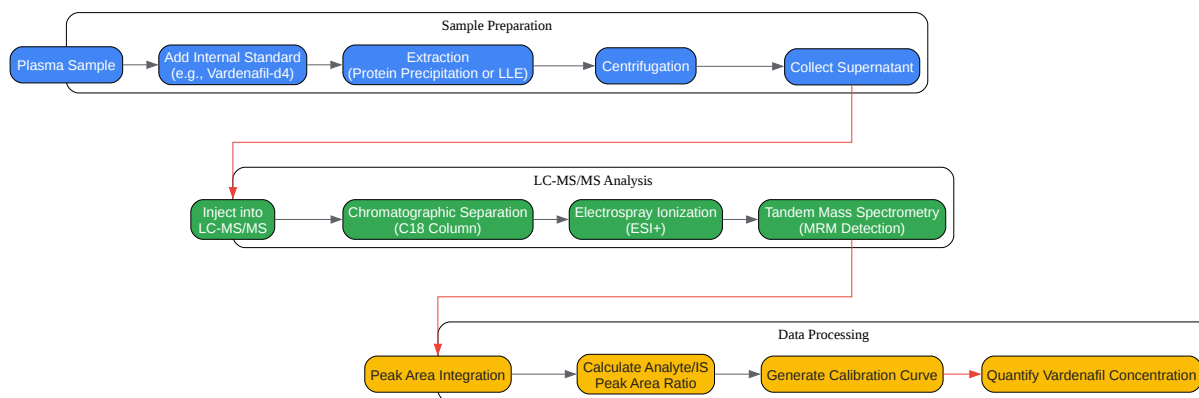 Sample Preparation
Plasma Sample
Add Internal Standard
(e.g., Vardenafil-d4)
Extraction
(Protein Precipitation or LLE)
Centrifugation
Collect Supernatant
LC-MS/MS Analysis
Inject into
LC-MS/MS
Chromatographic Separation
(C18 Column)
Electrospray Ionization
(ESI+)
Tandem Mass Spectrometry
(MRM Detection)
Data Processing
Peak Area Integration
Calculate Analyte/IS
Peak Area Ratio
Generate Calibration Curve
Quantify Vardenafil Concentration